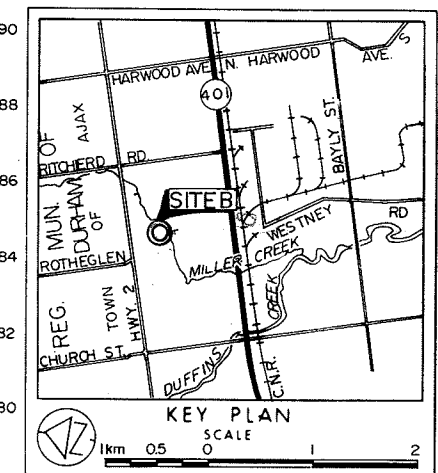 90
88
86
84
82
80
HARWOOD AVE. N. HARWOOD AVE. S
401
BAYLY ST.
RITCHERD RD
REG. MUN. OF DURHAM
TOWN OF AJAX
HWY 2
SITE B
WESTNEY RD
ROTHEGLEN
MILLER CREEK
CHURCH ST.
DUFFINS CREEK
C.N.R.
KEY PLAN
SCALE
1km 0.5 0 1 2